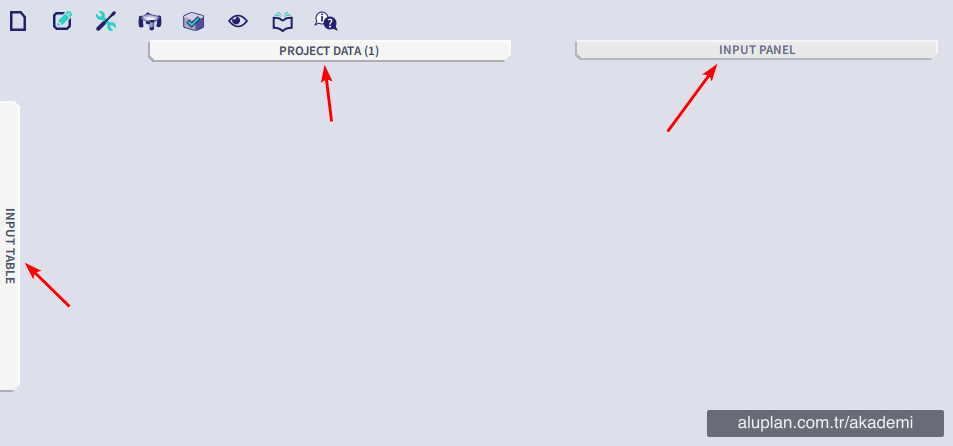 PROJECT DATA (1)
INPUT PANEL
INPUT TABLE
aluplan.com.tr/akademi